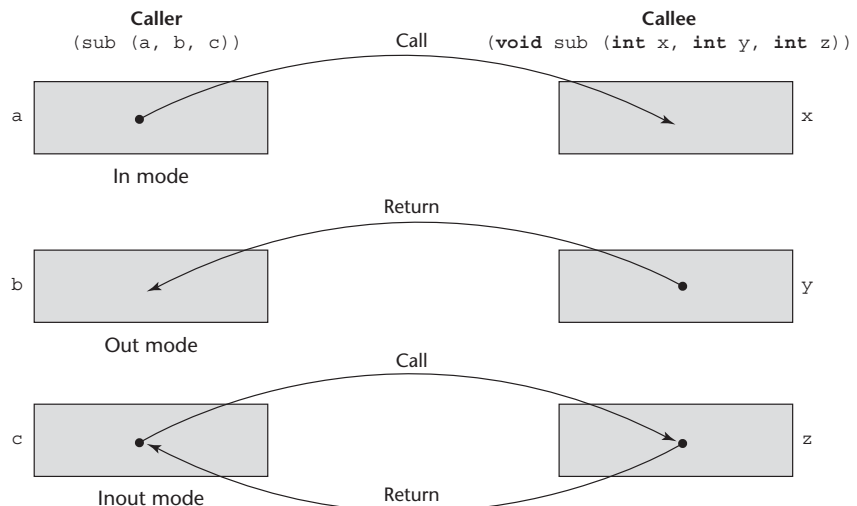 Caller
Callee
(sub (a, b, c))
Call
(void sub (int x, int y, int z))
a
x
In mode
Return
b
y
Out mode
Call
c
z
Inout mode
Return